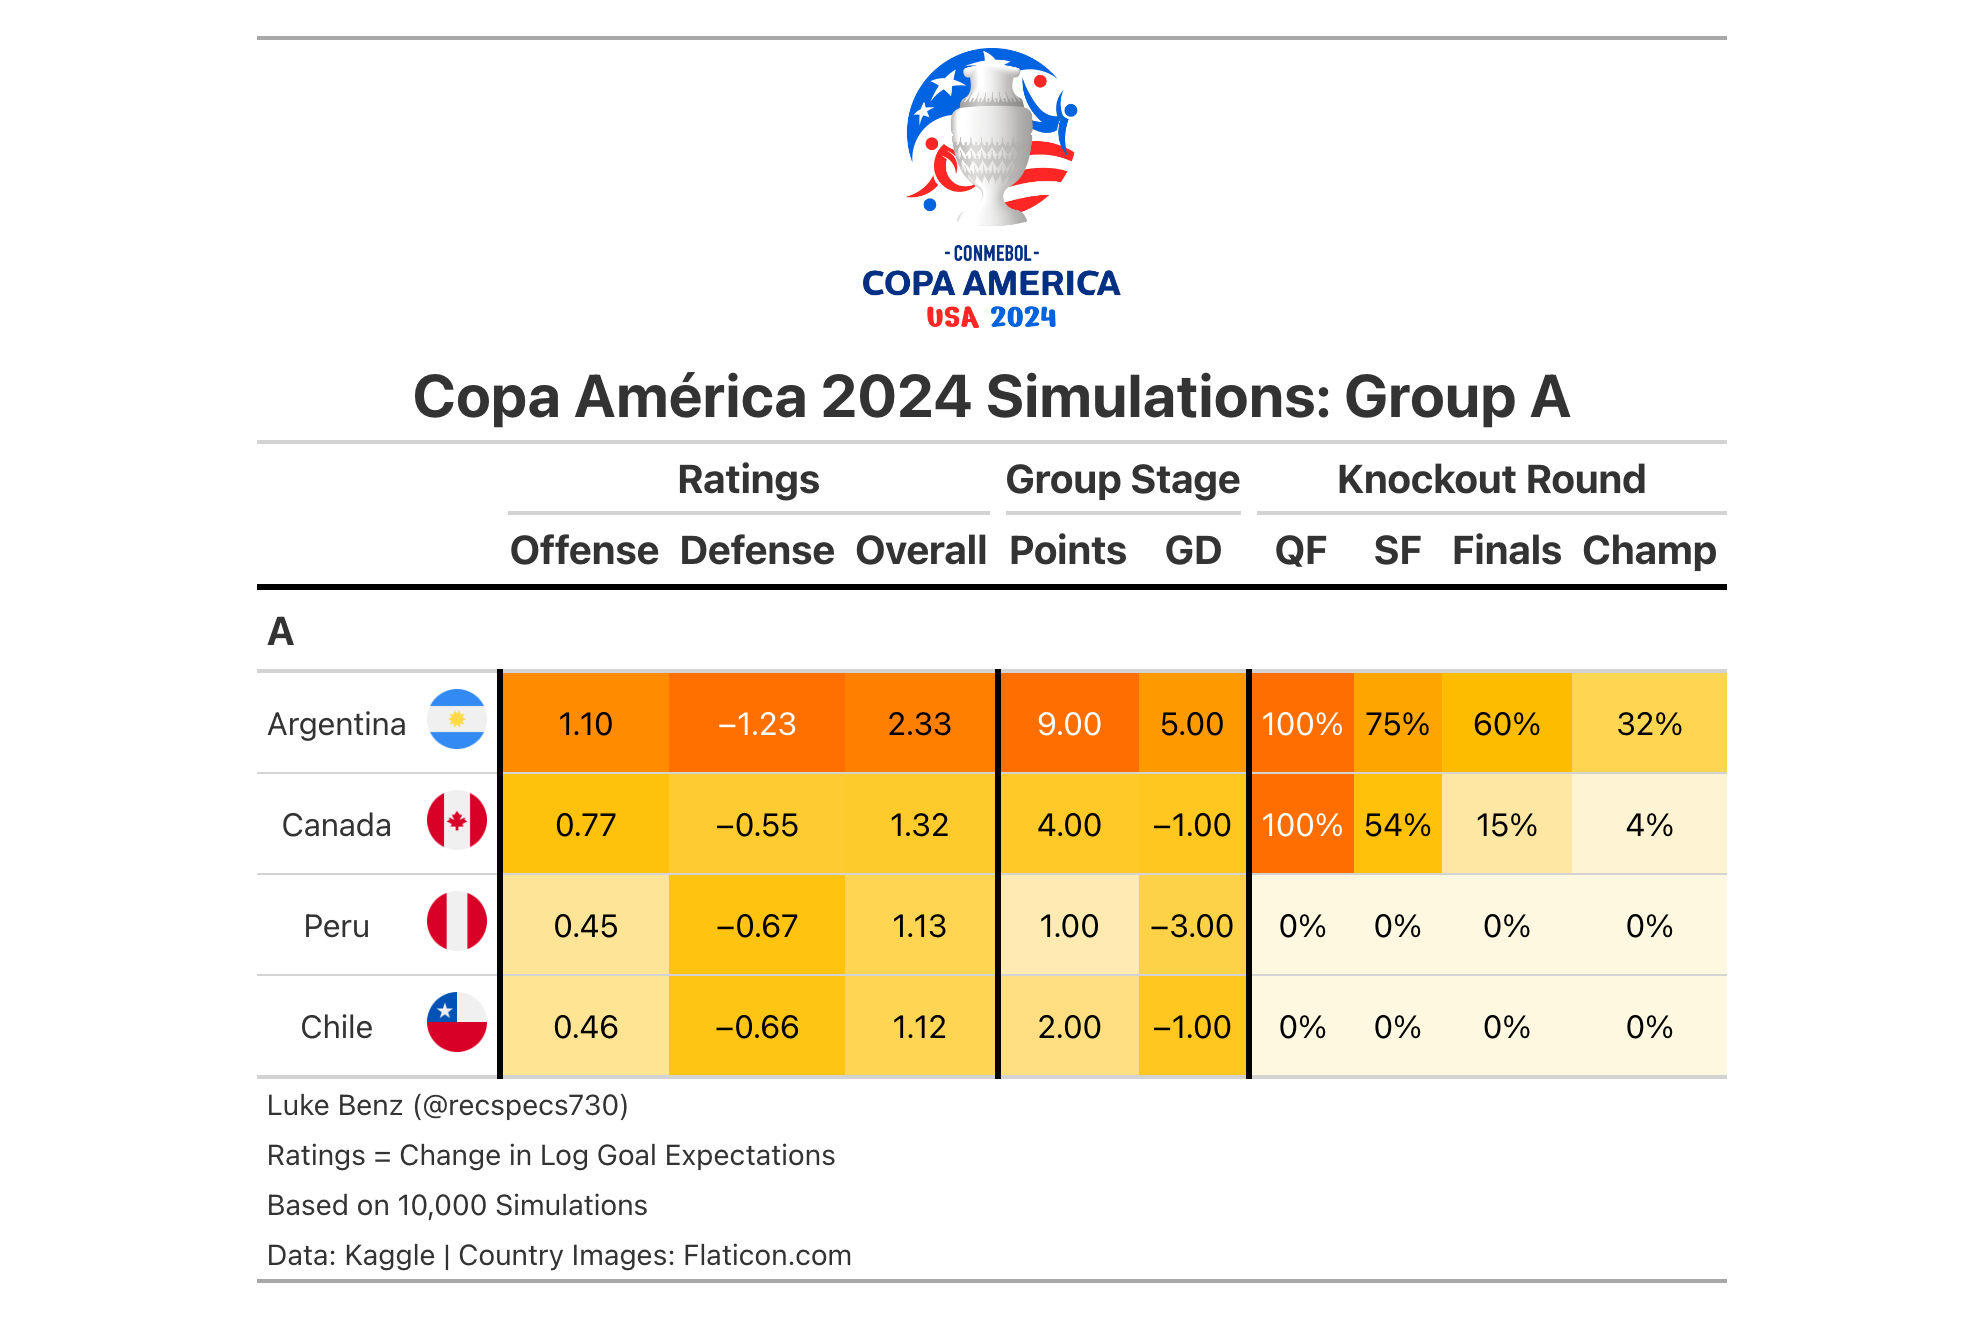 - CONMEBOL -
COPA AMERICA
USA 2024
Copa América 2024 Simulations: Group A
Ratings Group Stage Knockout Round
Offense Defense Overall Points GD QF SF Finals Champ
A
Argentina 1.10 −1.23 2.33 9.00 5.00 100% 75% 60% 32%
Canada 0.77 −0.55 1.32 4.00 −1.00 100% 54% 15% 4%
Peru 0.45 −0.67 1.13 1.00 −3.00 0% 0% 0% 0%
Chile 0.46 −0.66 1.12 2.00 −1.00 0% 0% 0% 0%
Luke Benz (@recspecs730)
Ratings = Change in Log Goal Expectations
Based on 10,000 Simulations
Data: Kaggle | Country Images: Flaticon.com